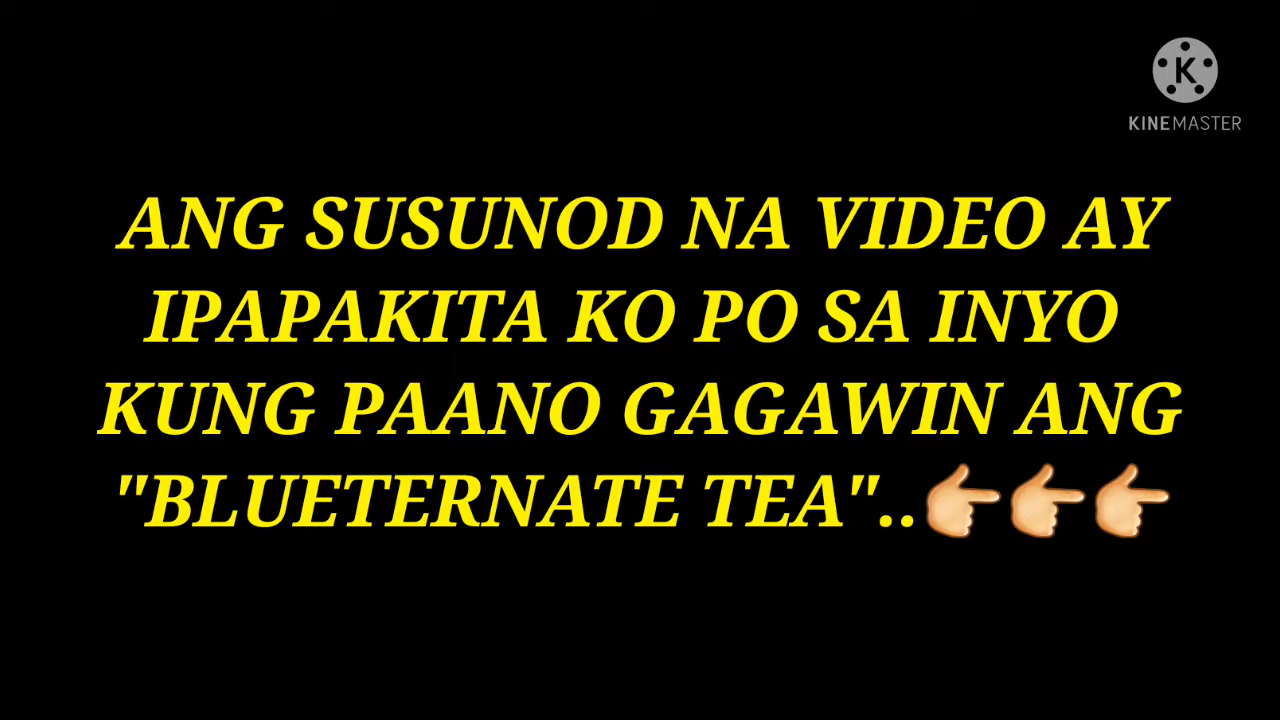 KINEMASTER
ANG SUSUNOD NA VIDEO AY
IPAPAKITA KO PO SA INYO
KUNG PAANO GAGAWIN ANG
"BLUETERNATE TEA"..👉👉👉